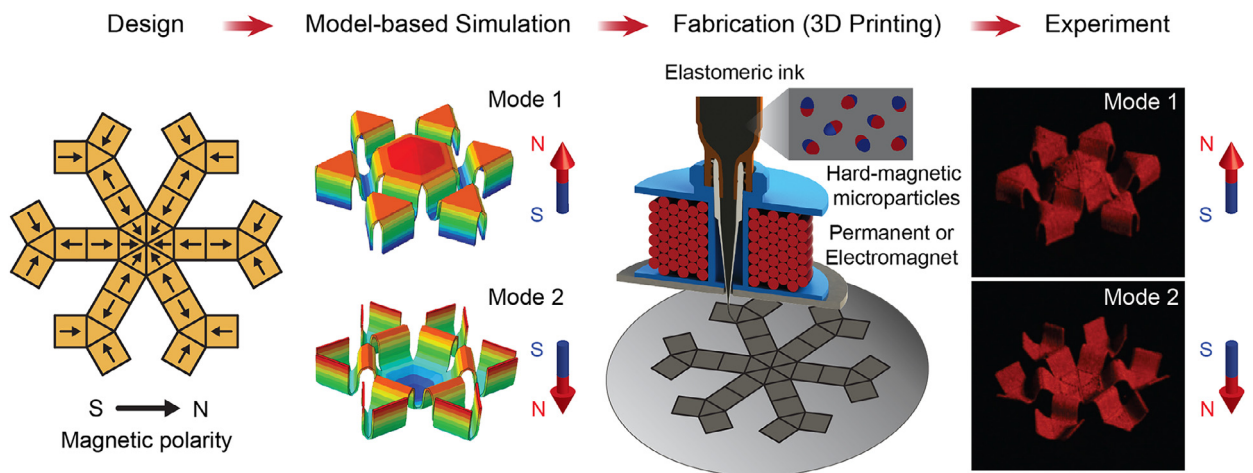 Design
Model-based Simulation
Fabrication (3D Printing)
Experiment
S N
Magnetic polarity
Mode 1
N
S
Mode 2
S
N
Elastomeric ink
Hard-magnetic
microparticles
Permanent or
Electromagnet
Mode 1
N
S
Mode 2
S
N